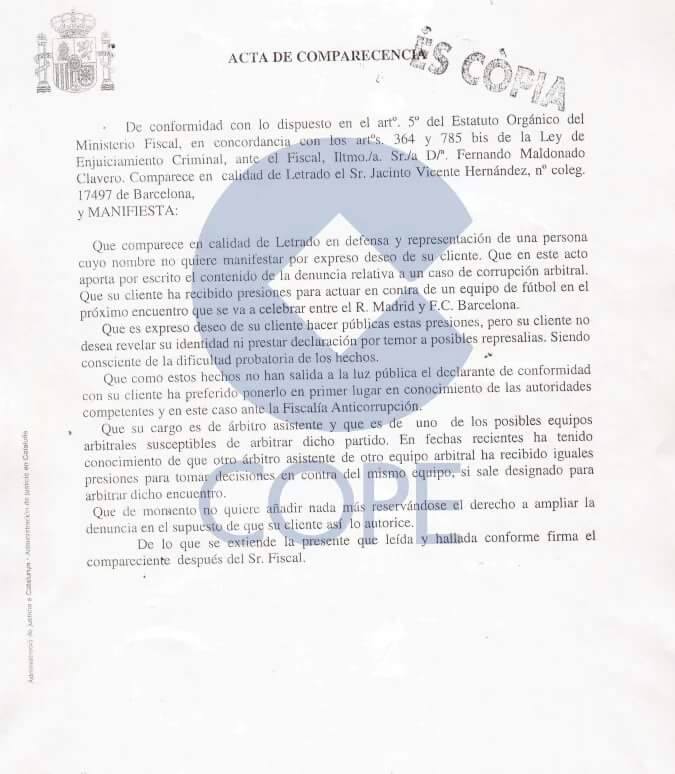 ACTA DE COMPARECENCIA
ÉS CÒPIA
De conformidad con lo dispuesto en el artº. 5º del Estatuto Orgánico del
Ministerio Fiscal, en concordancia con los artºs. 364 y 785 bis de la Ley de
Enjuiciamiento Criminal, ante el Fiscal, Iltmo./a. Sr./a D/ª. Fernando Maldonado
Clavero. Comparece en calidad de Letrado el Sr. Jacinto Vicente Hernández, nº coleg.
17497 de Barcelona,
y MANIFIESTA:
Que comparece en calidad de Letrado en defensa y representación de una persona
cuyo nombre no quiere manifestar por expreso deseo de su cliente. Que en este acto
aporta por escrito el contenido de la denuncia relativa a un caso de corrupción arbitral.
Que su cliente ha recibido presiones para actuar en contra de un equipo de fútbol en el
próximo encuentro que se va a celebrar entre el R. Madrid y F.C. Barcelona.
Que es expreso deseo de su cliente hacer públicas estas presiones, pero su cliente no
desea revelar su identidad ni prestar declaración por temor a posibles represalias. Siendo
consciente de la dificultad probatoria de los hechos.
Que como estos hechos no han salida a la luz pública el declarante de conformidad
con su cliente ha preferido ponerlo en primer lugar en conocimiento de las autoridades
competentes y en este caso ante la Fiscalía Anticorrupción.
Que su cargo es de árbitro asistente y que es de uno de los posibles equipos
arbitrales susceptibles de arbitrar dicho partido. En fechas recientes ha tenido
conocimiento de que otro árbitro asistente de otro equipo arbitral ha recibido iguales
presiones para tomar decisiones en contra del mismo equipo, si sale designado para
arbitrar dicho encuentro.
Que de momento no quiere añadir nada más reservándose el derecho a ampliar la
denuncia en el supuesto de que su cliente así lo autorice.
De lo que se extiende la presente que leída y hallada conforme firma el
compareciente después del Sr. Fiscal.
COPE
Administració de justícia a Catalunya · Administración de justicia en Cataluña